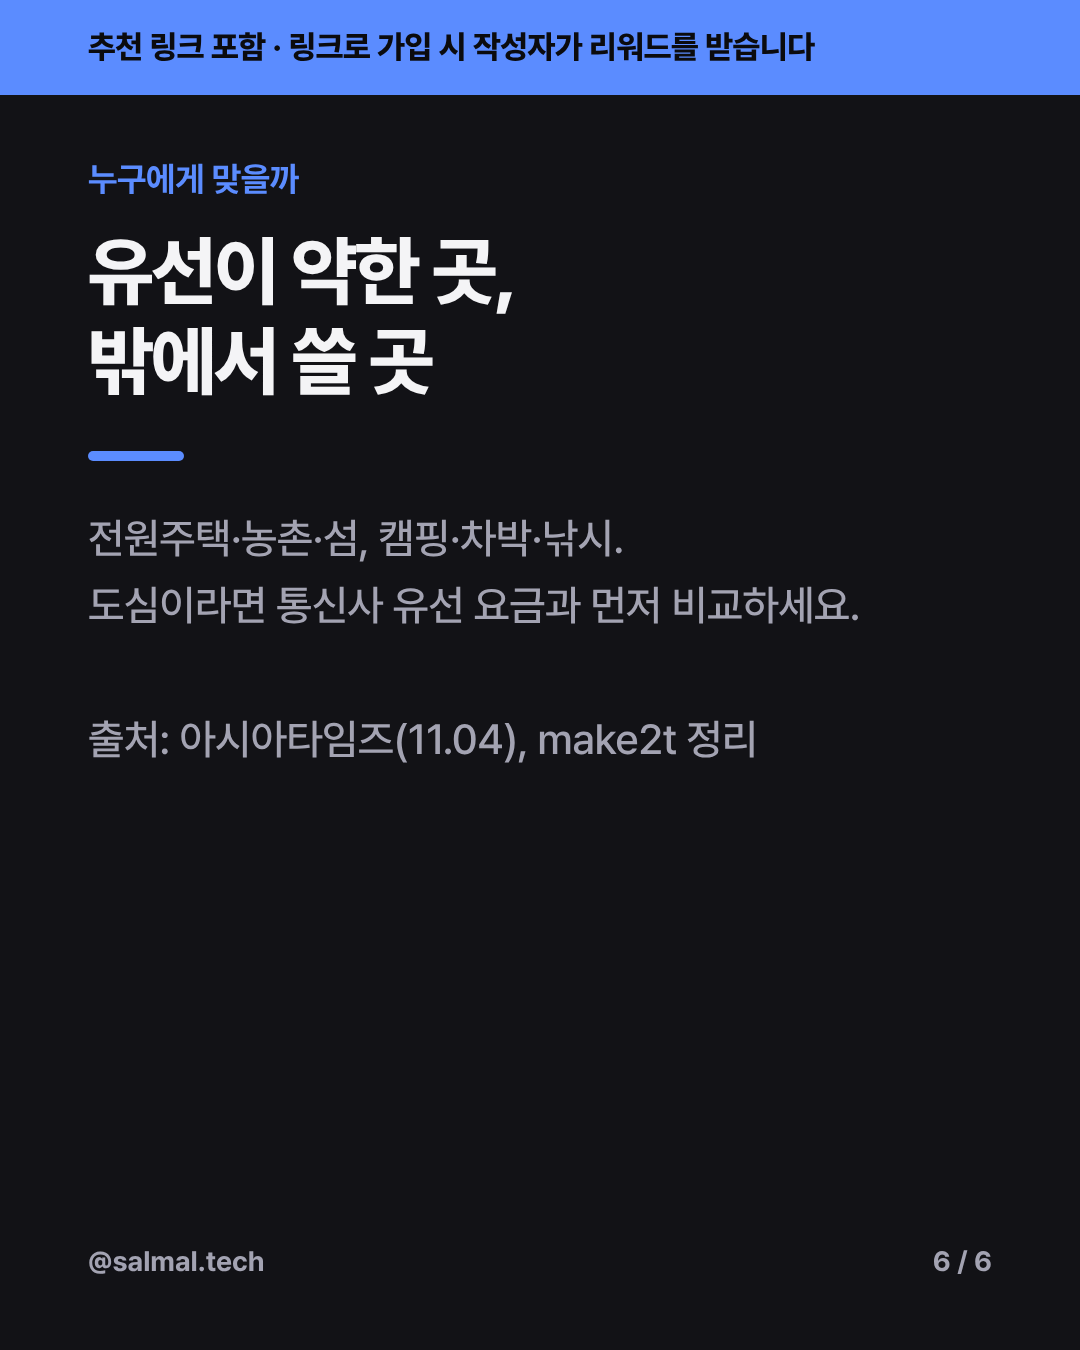 추천 링크 포함 · 링크로 가입 시 작성자가 리워드를 받습니다
누구에게 맞을까
유선이 약한 곳,
밖에서 쓸 곳
전원주택·농촌·섬, 캠핑·차박·낚시.
도심이라면 통신사 유선 요금과 먼저 비교하세요.
출처: 아시아타임즈(11.04), make2t 정리
@salmal.tech
6 / 6